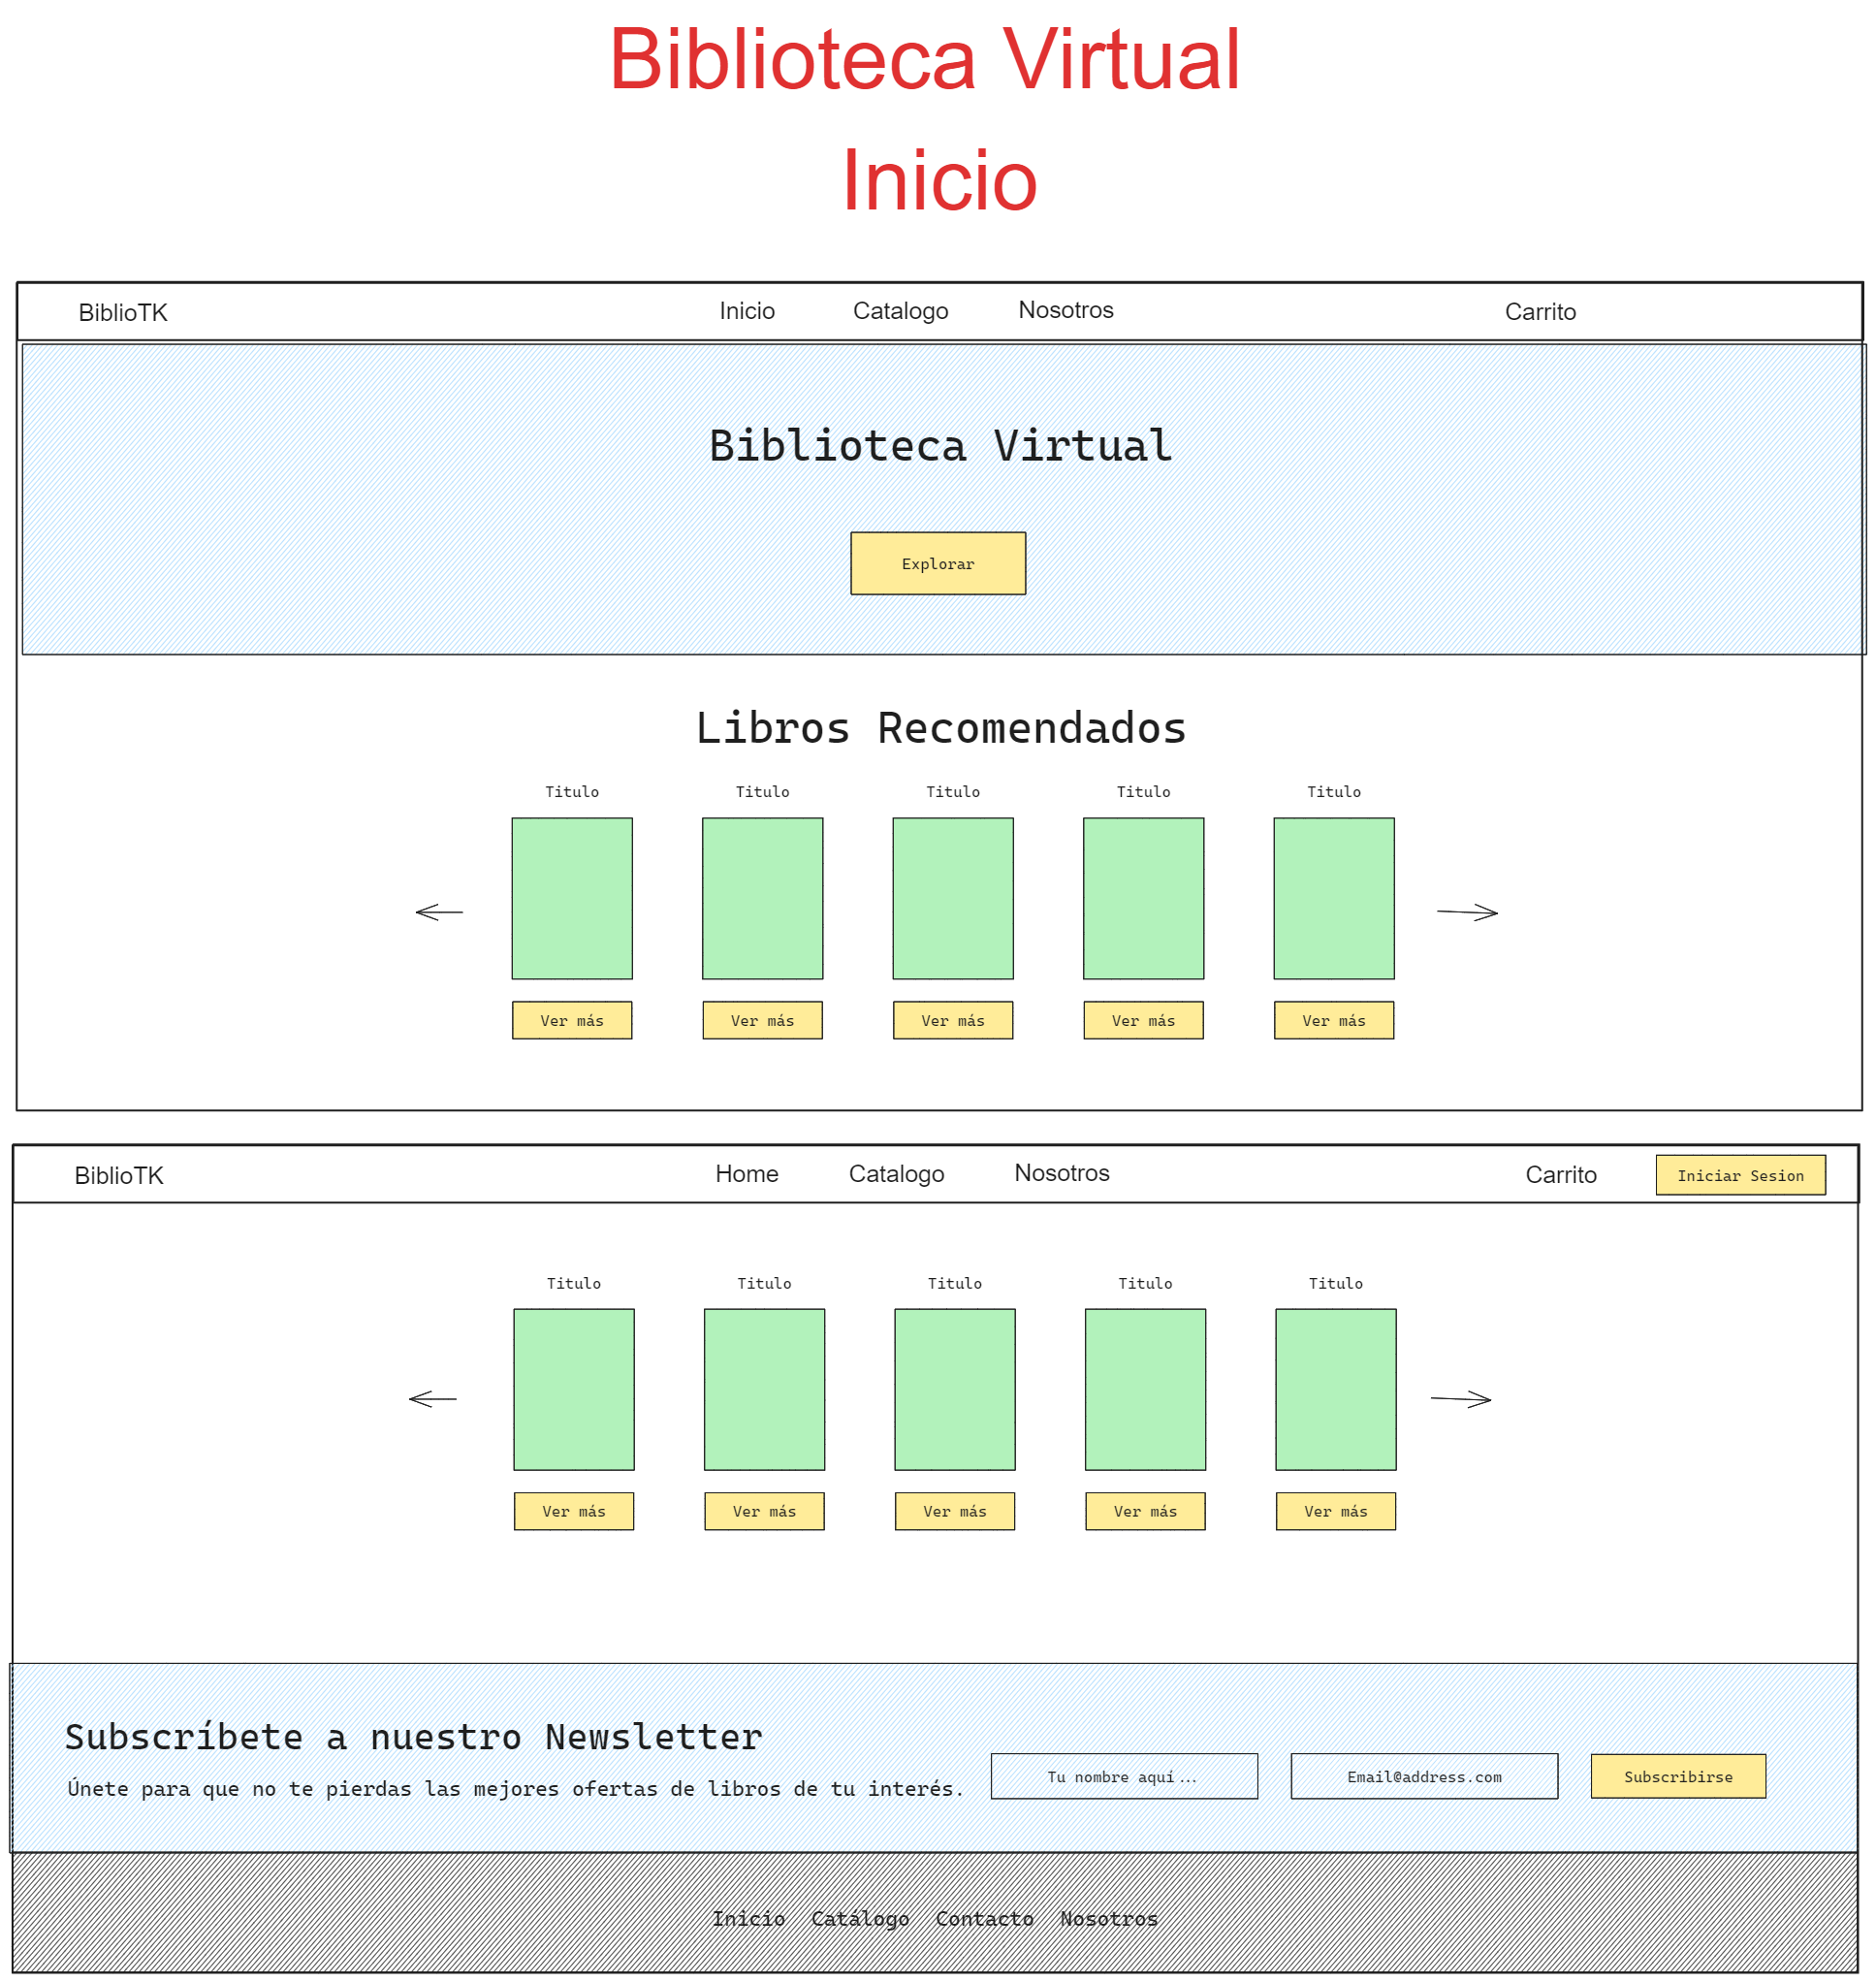 Biblioteca Virtual
Inicio
BiblioTK Inicio Catalogo Nosotros Carrito
Biblioteca Virtual
Explorar
Libros Recomendados
Titulo Titulo Titulo Titulo Titulo
Ver más Ver más Ver más Ver más Ver más
BiblioTK Home Catalogo Nosotros Carrito Iniciar Sesion
Titulo Titulo Titulo Titulo Titulo
Ver más Ver más Ver más Ver más Ver más
Subscríbete a nuestro Newsletter
Únete para que no te pierdas las mejores ofertas de libros de tu interés.
Tu nombre aquí... Email@address.com Subscribirse
Inicio Catálogo Contacto Nosotros